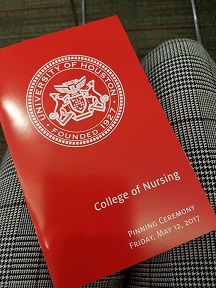 UNIVERSITY OF HOUSTON
FOUNDED 1927
College of Nursing
PINNING CEREMONY
FRIDAY, MAY 12, 2017